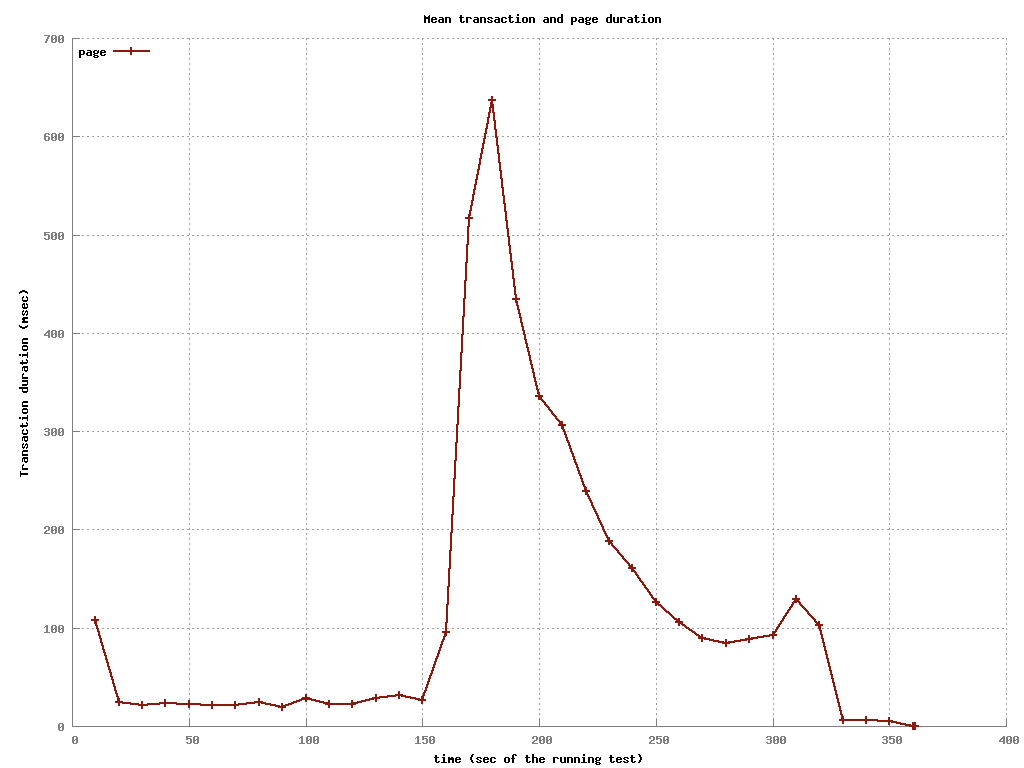 Mean transaction and page duration
700
page
600
500
400
300
200
100
0
Transaction duration (msec)
0 50 100 150 200 250 300 350 400
time (sec of the running test)